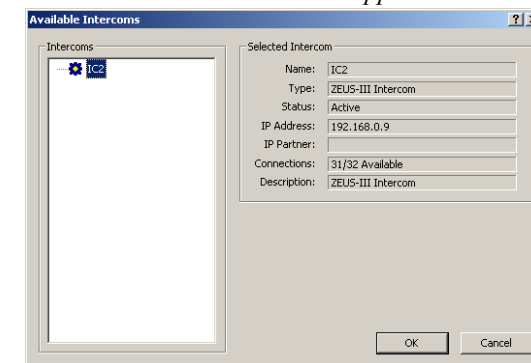 Available Intercoms
Intercoms
IC2
Selected Intercom
Name: IC2
Type: ZEUS-III Intercom
Status: Active
IP Address: 192.168.0.9
IP Partner:
Connections: 31/32 Available
Description: ZEUS-III Intercom
OK Cancel